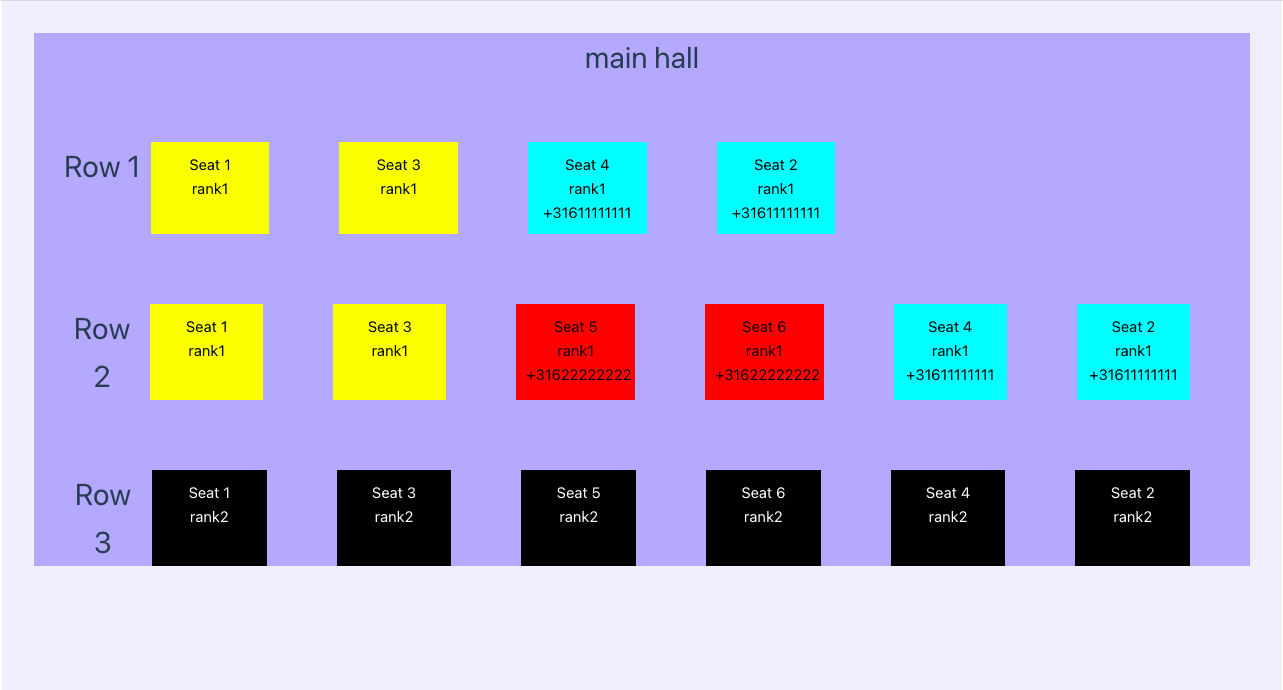 main hall
Row 1
Seat 1
rank1
Seat 3
rank1
Seat 4
rank1
+31611111111
Seat 2
rank1
+31611111111
Row
2
Seat 1
rank1
Seat 3
rank1
Seat 5
rank1
+31622222222
Seat 6
rank1
+31622222222
Seat 4
rank1
+31611111111
Seat 2
rank1
+31611111111
Row
3
Seat 1
rank2
Seat 3
rank2
Seat 5
rank2
Seat 6
rank2
Seat 4
rank2
Seat 2
rank2